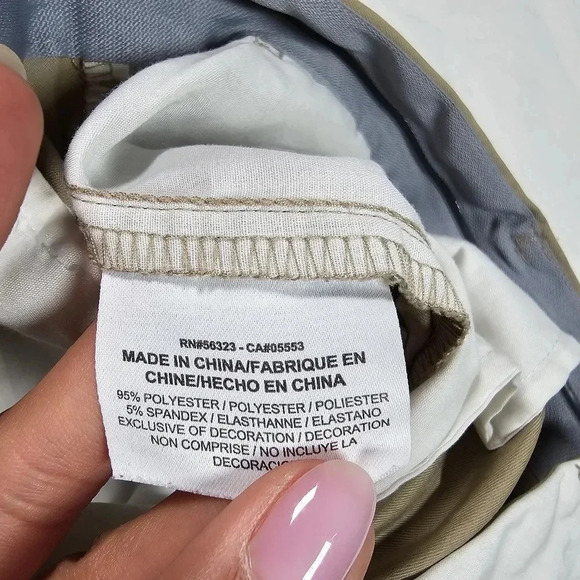 RN#56323 - CA#05553
MADE IN CHINA/FABRIQUE EN
CHINE/HECHO EN CHINA
95% POLYESTER / POLYESTER / POLIESTER
5% SPANDEX / ELASTHANNE / ELASTANO
EXCLUSIVE OF DECORATION / DECORATION
NON COMPRISE / NO INCLUYE LA